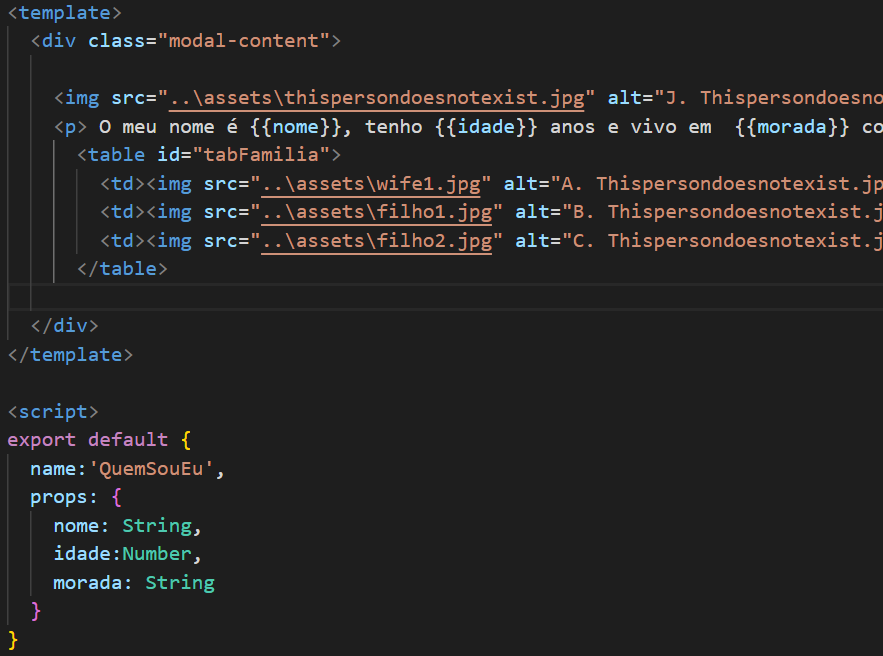 <template>
<div class="modal-content">
<img src="..\assets\thispersondoesnotexist.jpg" alt="J. Thispersondoesno
<p> O meu nome é {{nome}}, tenho {{idade}} anos e vivo em {{morada}} co
<table id="tabFamilia">
<td><img src="..\assets\wife1.jpg" alt="A. Thispersondoesnotexist.jp
<td><img src="..\assets\filho1.jpg" alt="B. Thispersondoesnotexist.j
<td><img src="..\assets\filho2.jpg" alt="C. Thispersondoesnotexist.j
</table>
</div>
</template>
<script>
export default {
name:'QuemSouEu',
props: {
nome: String,
idade:Number,
morada: String
}
}